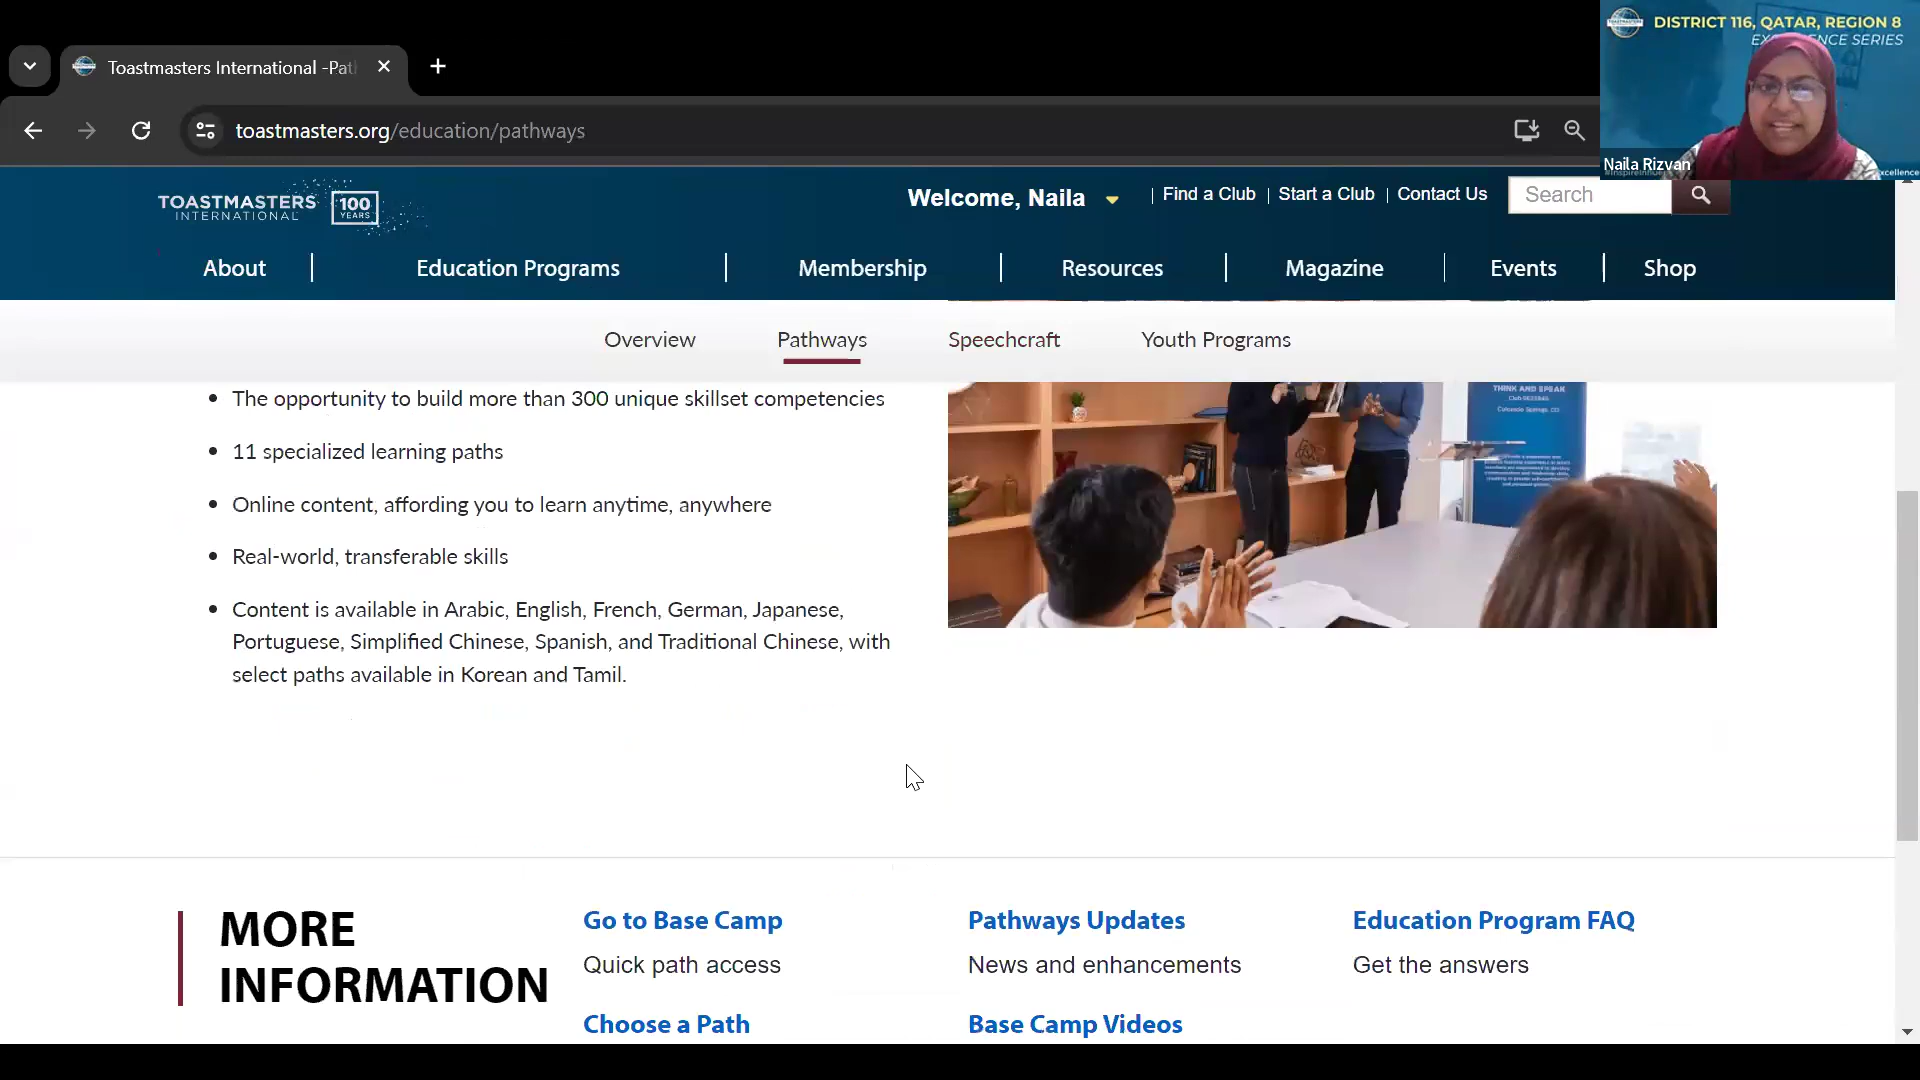 DISTRICT 116, QATAR, REGION 8
Toastmasters International -Pat
toastmasters.org/education/pathways
Naila Rizvan
TOASTMASTERS
INTERNATIONAL
100
YEARS
Welcome, Naila
Find a Club
Start a Club
Contact Us
Search
About
Education Programs
Membership
Resources
Magazine
Events
Shop
Overview
Pathways
Speechcraft
Youth Programs
The opportunity to build more than 300 unique skillset competencies
11 specialized learning paths
Online content, affording you to learn anytime, anywhere
Real-world, transferable skills
Content is available in Arabic, English, French, German, Japanese,
Portuguese, Simplified Chinese, Spanish, and Traditional Chinese, with
select paths available in Korean and Tamil.
THINK AND SPEAK
Colorado Springs, CO
MORE
INFORMATION
Go to Base Camp
Quick path access
Choose a Path
Pathways Updates
News and enhancements
Base Camp Videos
Education Program FAQ
Get the answers